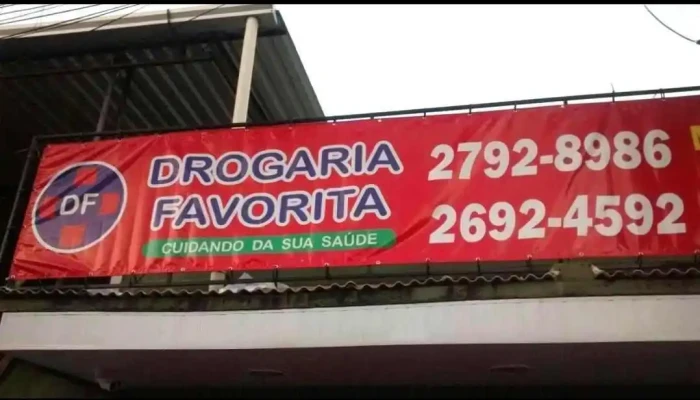 DF
DROGARIA
FAVORITA
CUIDANDO DA SUA SAÚDE
2792-8986
2692-4592